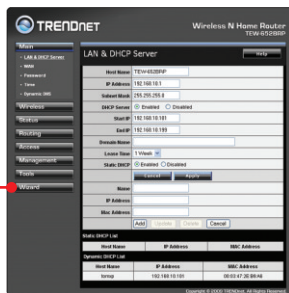 TRENDNET
Wireless N Home Router
TEW-652BRP
Main
LAN & DHCP Server
WAN
Password
Time
Dynamic DNS
Wireless
Status
Routing
Access
Management
Tools
Wizard
LAN & DHCP Server
Help
Host Name TEW-652BRP
IP Address 192.168.10.1
Subnet Mask 255.255.255.0
DHCP Server Enabled Disabled
Start IP 192.168.10.101
End IP 192.168.10.199
Domain Name
Lease Time 1 Week
Static DHCP Enabled Disabled
Cancel Apply
Name
IP Address
Mac Address
Add Update Delete Cancel
Static DHCP List
Host Name IP Address MAC Address
Dynamic DHCP List
Host Name IP Address MAC Address
192.168.10.101
Copyright © 2008 TRENDnet. All Rights Reserved.